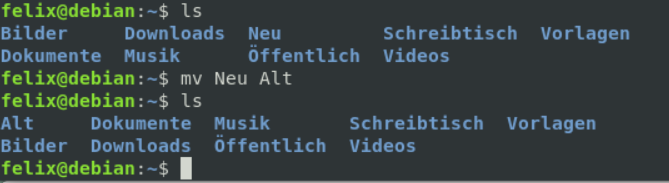 felix@debian:~$ ls
Bilder Downloads Neu Schreibtisch Vorlagen
Dokumente Musik Öffentlich Videos
felix@debian:~$ mv Neu Alt
felix@debian:~$ ls
Alt Dokumente Musik Schreibtisch Vorlagen
Bilder Downloads Öffentlich Videos
felix@debian:~$